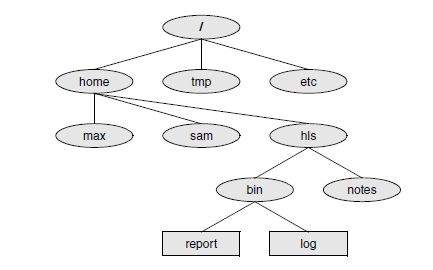 /
home tmp etc
max sam hls
bin notes
report log